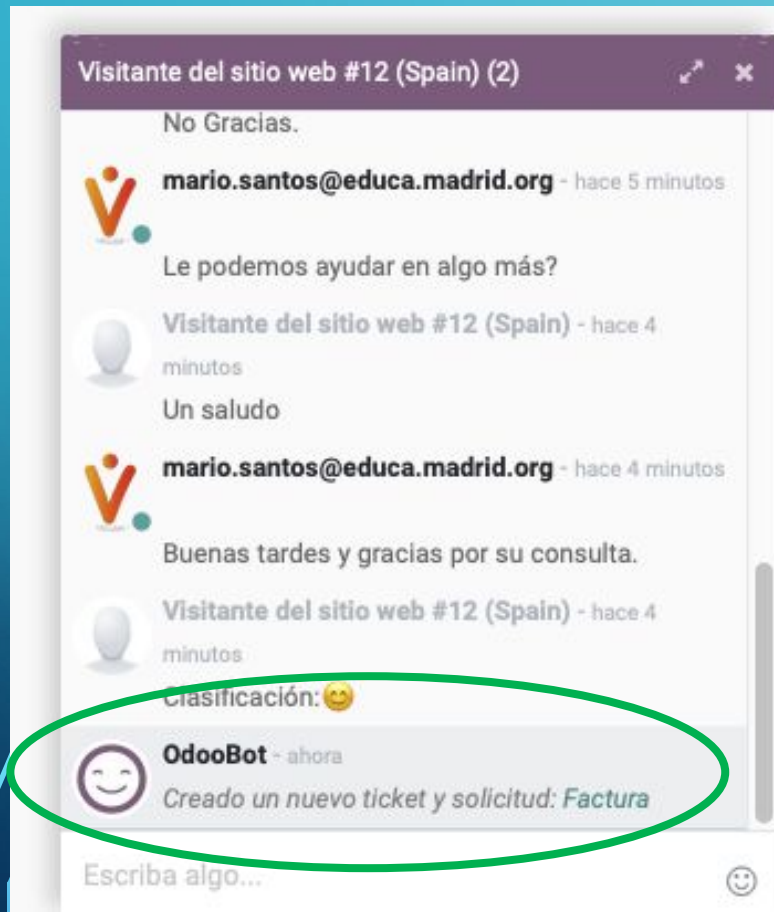 Visitante del sitio web #12 (Spain) (2)
No Gracias.
mario.santos@educa.madrid.org - hace 5 minutos
Le podemos ayudar en algo más?
Visitante del sitio web #12 (Spain) - hace 4
minutos
Un saludo
mario.santos@educa.madrid.org - hace 4 minutos
Buenas tardes y gracias por su consulta.
Visitante del sitio web #12 (Spain) - hace 4
minutos
Clasificación:😊
OdooBot - ahora
Creado un nuevo ticket y solicitud: Factura
Escriba algo...